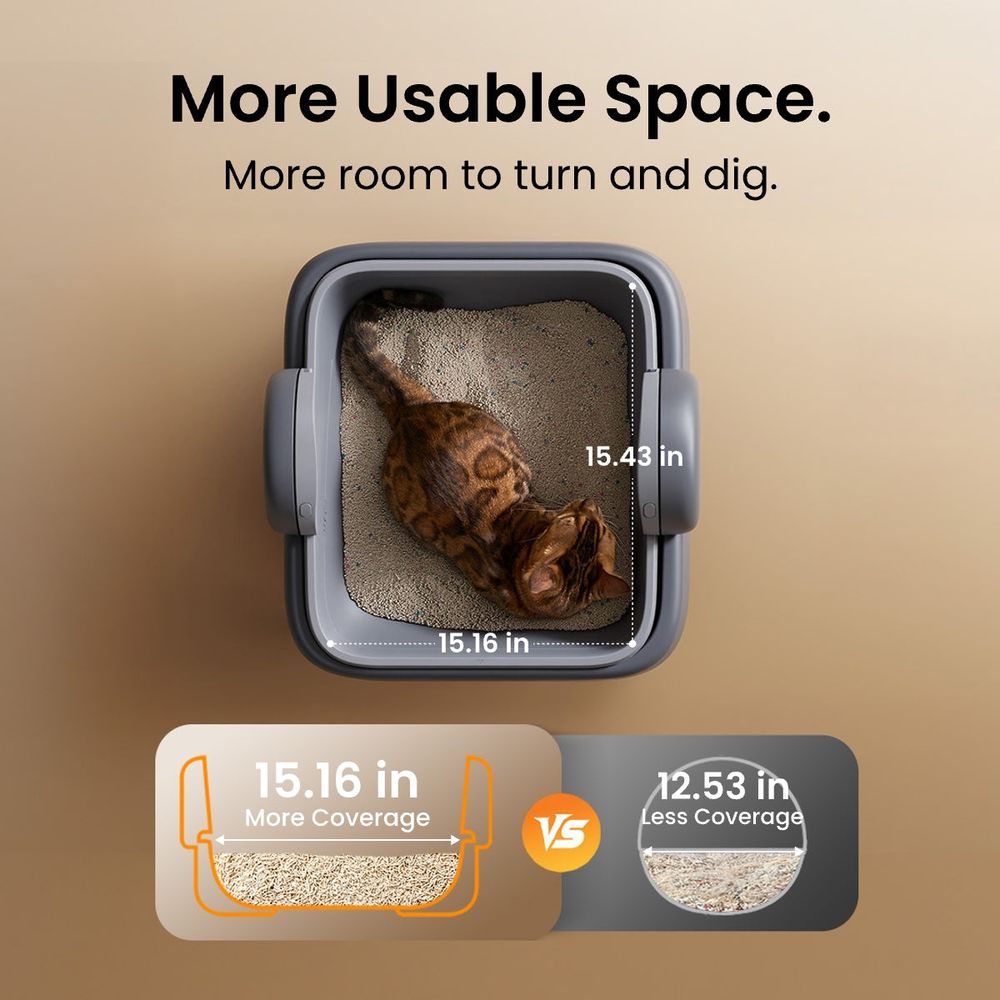 More Usable Space.
More room to turn and dig.
15.43 in
15.16 in
15.16 in
More Coverage
VS
12.53 in
Less Coverage